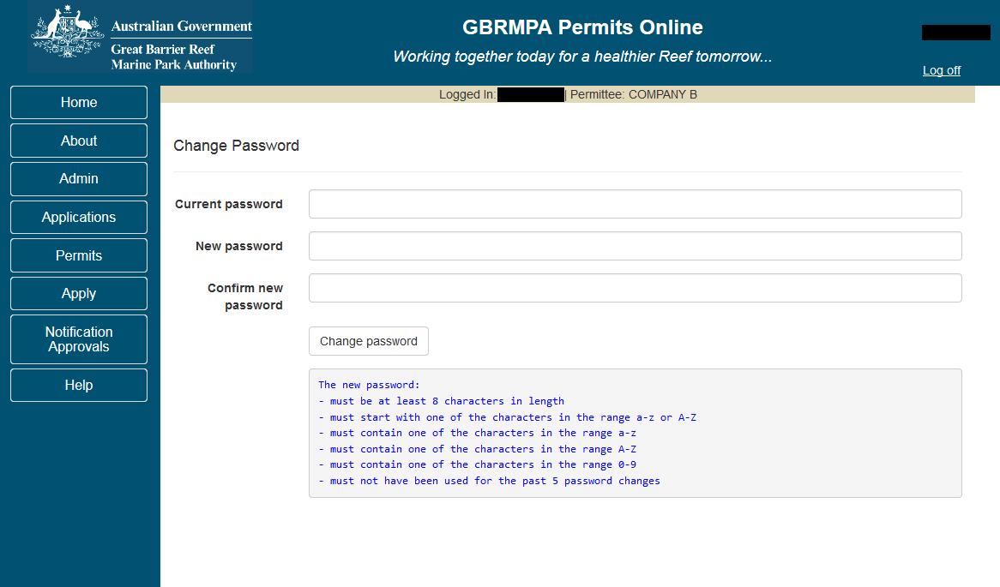 Australian Government
Great Barrier Reef
Marine Park Authority
GBRMPA Permits Online
Working together today for a healthier Reef tomorrow...
Log off
Home
About
Admin
Applications
Permits
Apply
Notification
Approvals
Help
Logged In: | Permittee: COMPANY B
Change Password
Current password
New password
Confirm new
password
Change password
The new password:
- must be at least 8 characters in length
- must start with one of the characters in the range a-z or A-Z
- must contain one of the characters in the range a-z
- must contain one of the characters in the range A-Z
- must contain one of the characters in the range 0-9
- must not have been used for the past 5 password changes